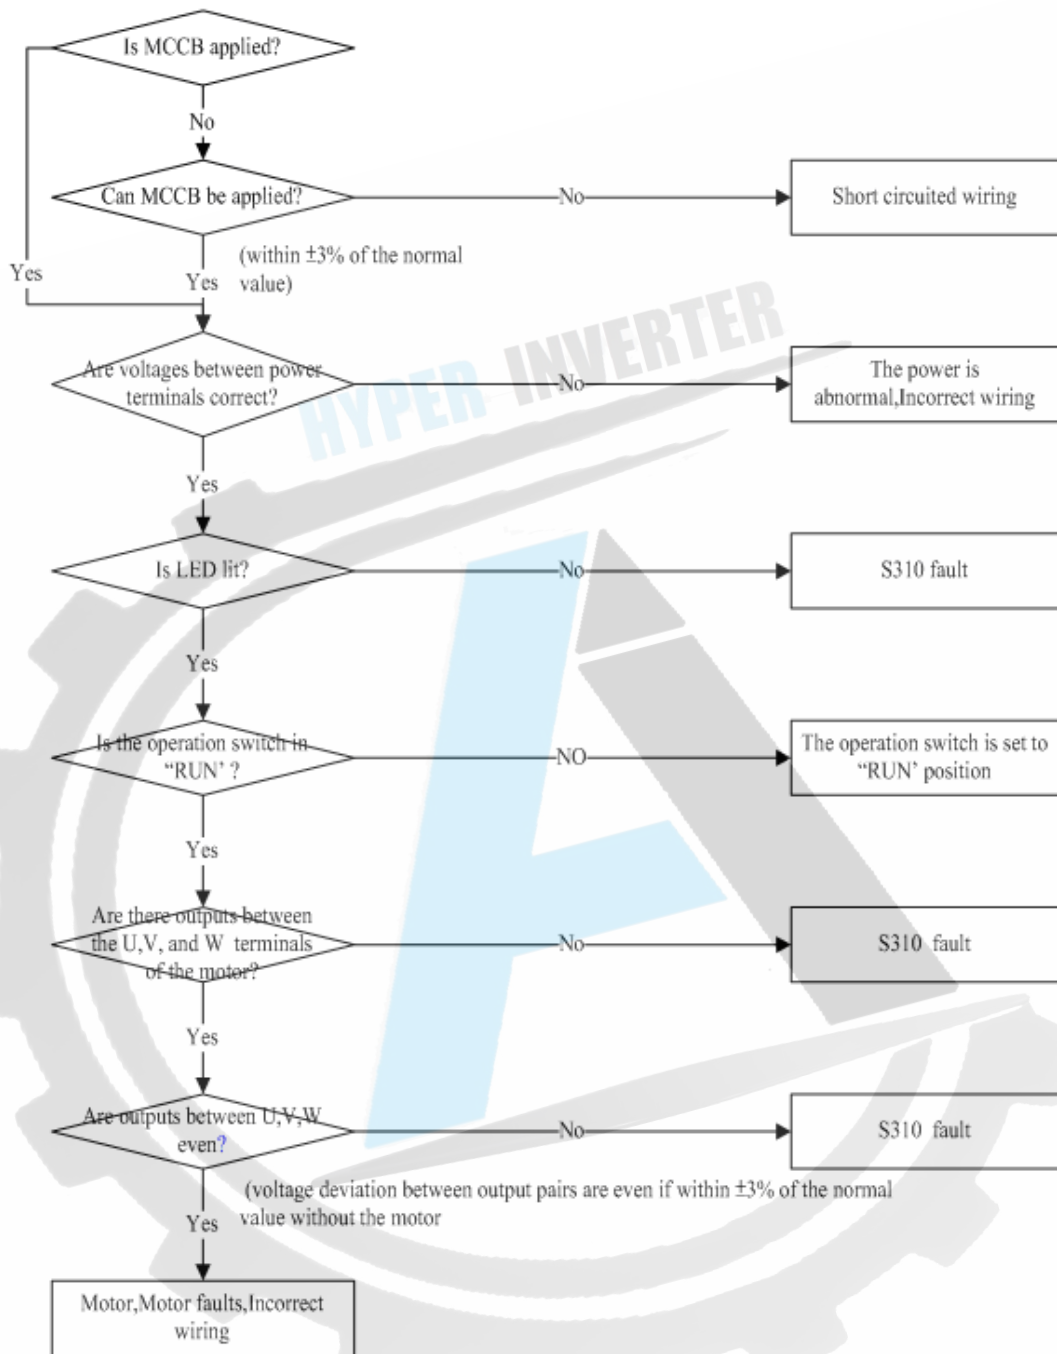 Is MCCB applied?
No
Can MCCB be applied?
No
Short circuited wiring
Yes
Yes
(within ±3% of the normal
value)
HYPER INVERTER
Are voltages between power
terminals correct?
No
The power is
abnormal,Incorrect wiring
Yes
Is LED lit?
No
S310 fault
Yes
Is the operation switch in
“RUN’ ?
NO
The operation switch is set to
“RUN’ position
Yes
Are there outputs between
the U,V, and W terminals
of the motor?
No
S310 fault
Yes
Are outputs between U,V,W
even?
No
S310 fault
(voltage deviation between output pairs are even if within ±3% of the normal
value without the motor
Yes
Motor,Motor faults,Incorrect
wiring